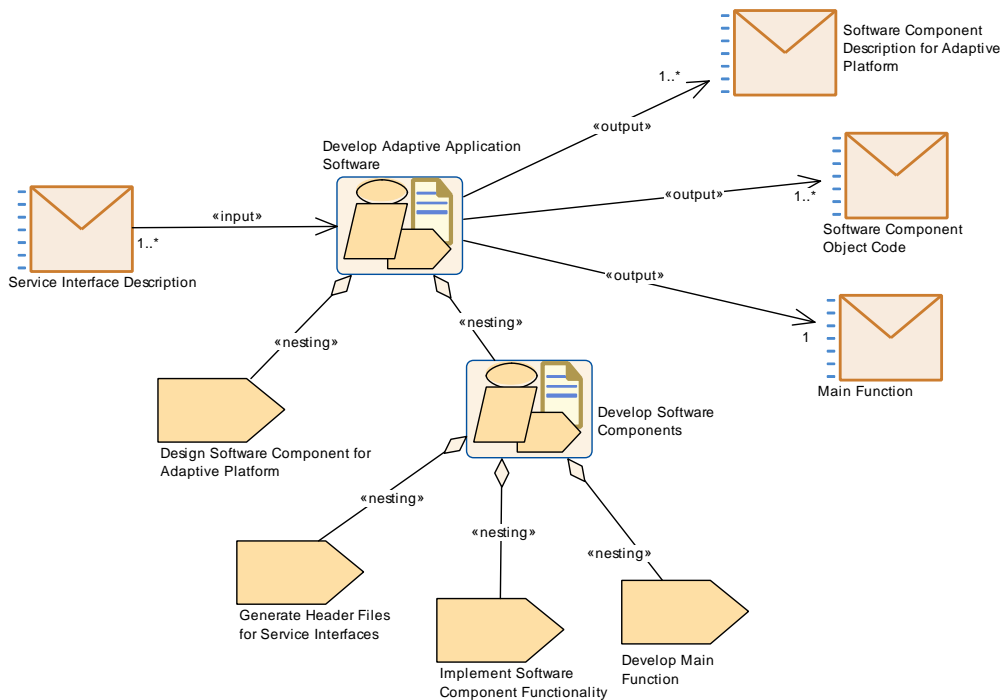 Software Component
Description for Adaptive
Platform
1..*
«output»
Develop Adaptive Application
Software
«input»
1..*
Service Interface Description
«output»
1..*
Software Component
Object Code
«output»
1
Main Function
«nesting»
«nesting»
Design Software Component for
Adaptive Platform
Develop Software
Components
«nesting»
«nesting»
«nesting»
Generate Header Files
for Service Interfaces
Implement Software
Component Functionality
Develop Main
Function